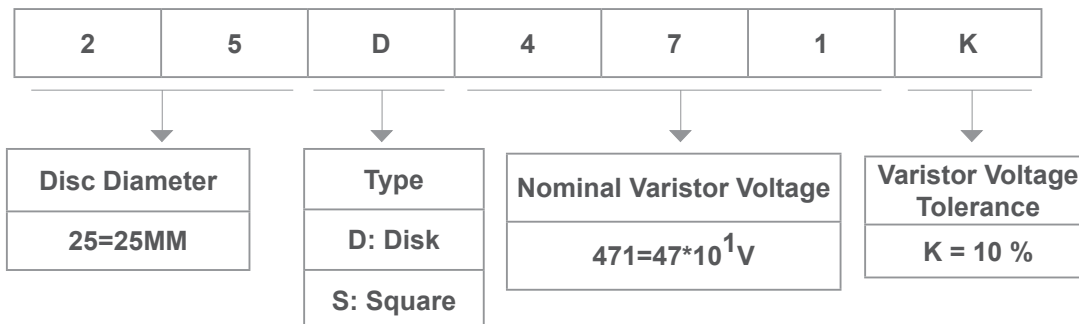 2 5 D 4 7 1 K
Disc Diameter
25=25MM
Type
D: Disk
S: Square
Nominal Varistor Voltage
471=47*10¹V
Varistor Voltage
Tolerance
K = 10 %